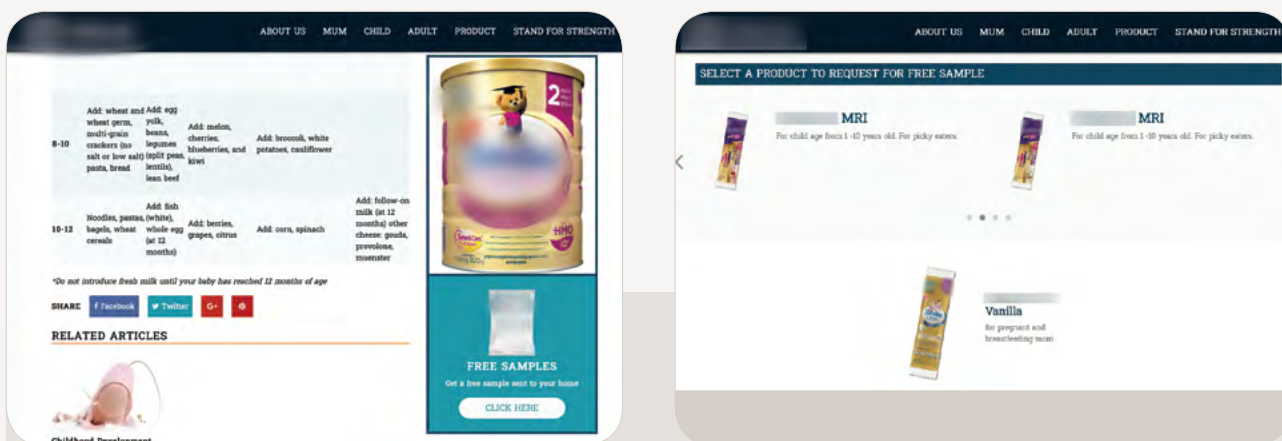 ABOUT US MUM CHILD ADULT PRODUCT STAND FOR STRENGTH
8-10
Add: wheat and
wheat germ,
multi-grain
crackers (no
salt or low salt)
pasta, bread
Add: egg
yolk,
beans,
legumes
(split peas,
lentils),
lean beef
Add: melon,
cherries,
blueberries, and
kiwi
Add: broccoli, white
potatoes, cauliflower
10-12
Noodles, pastas,
bagels, wheat
cereals
Add: fish
(white),
whole egg
(at 12
months)
Add: berries,
grapes, citrus
Add: corn, spinach
Add: follow-on
milk (at 12
months) other
cheese: gouda,
provolone,
muenster
*Do not introduce fresh milk until your baby has reached 12 months of age
SHARE f Facebook Twitter G+
RELATED ARTICLES
Childhood Development
2
HMO
FREE SAMPLES
Get a free sample sent to your home
CLICK HERE
ABOUT US MUM CHILD ADULT PRODUCT STAND FOR STRENGTH
SELECT A PRODUCT TO REQUEST FOR FREE SAMPLE
MRI
For child age from 1 -10 years old. For picky eaters.
MRI
For child age from 1 -10 years old. For picky eaters.
Vanilla
for pregnant and
breastfeeding mom